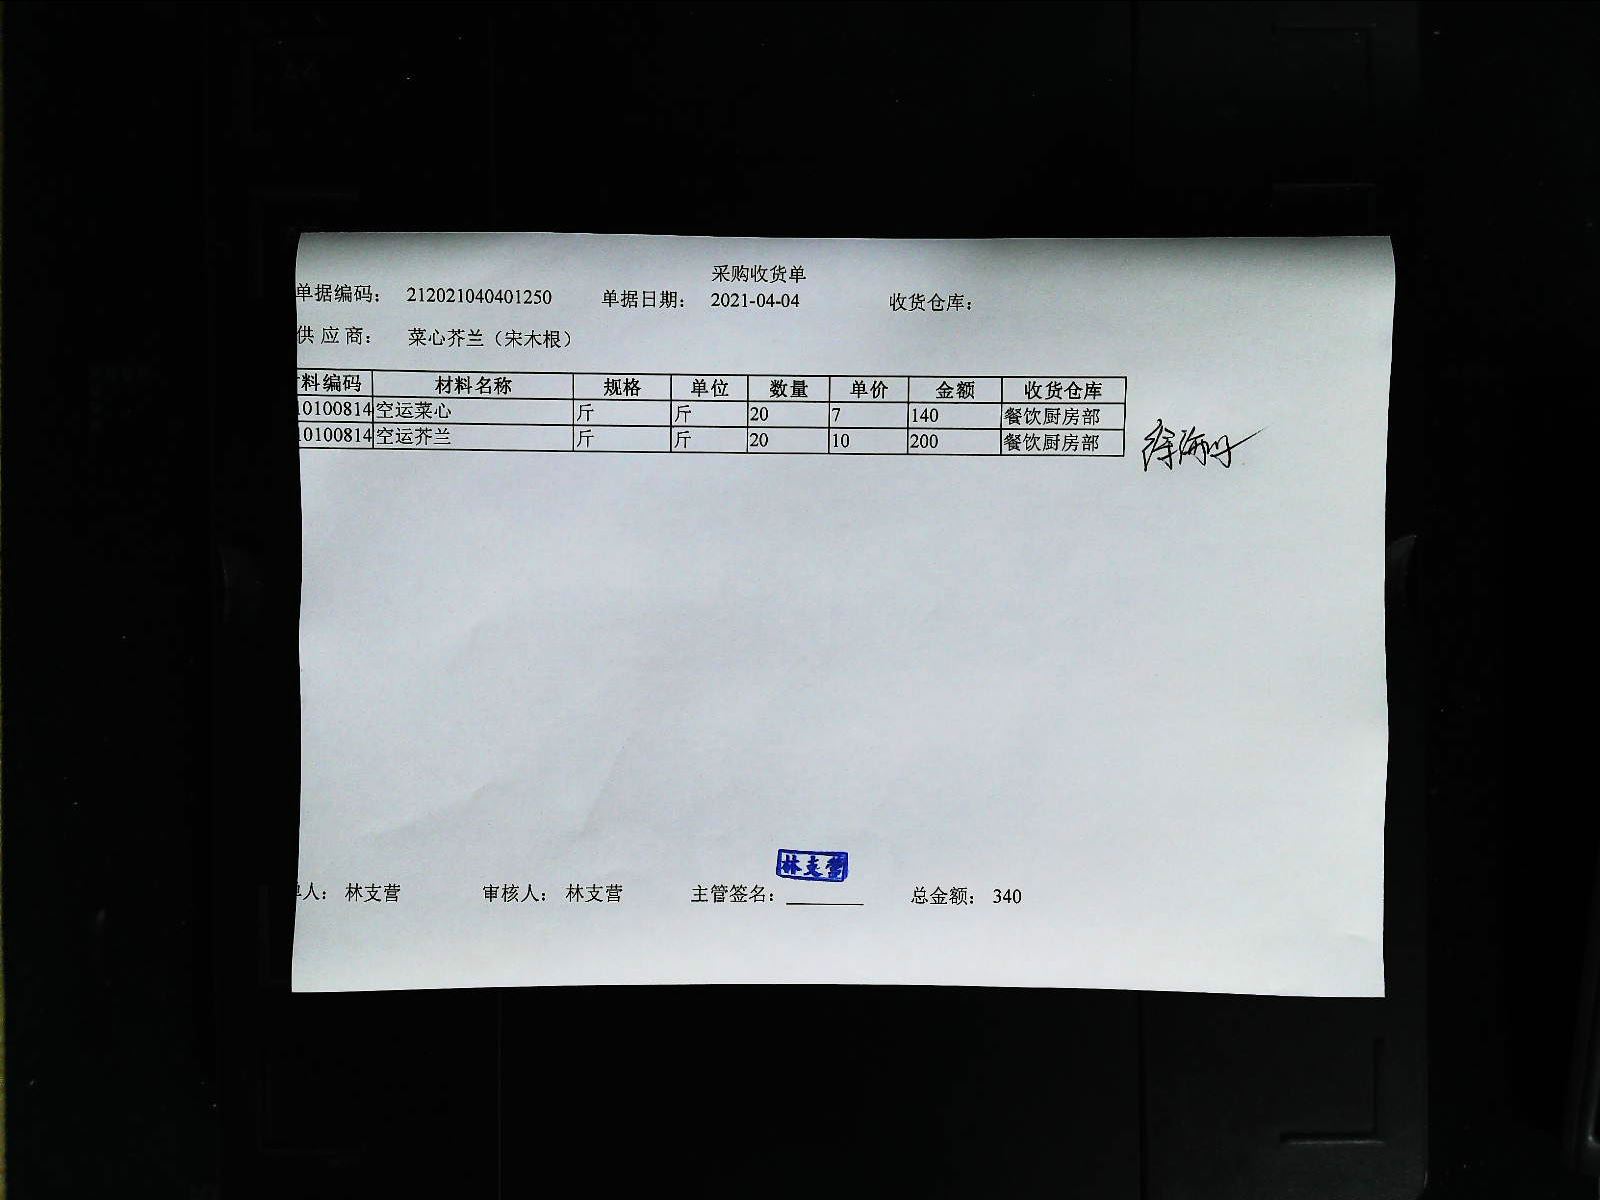 采购收货单
单据编码： 212021040401250 单据日期： 2021-04-04 收货仓库：
供 应 商： 菜心芥兰（宋木根）
料编码 材料名称 规格 单位 数量 单价 金额 收货仓库
10100814 空运菜心 斤 斤 20 7 140 餐饮厨房部
10100814 空运芥兰 斤 斤 20 10 200 餐饮厨房部
林支营
人： 林支营 审核人： 林支营 主管签名： 总金额： 340